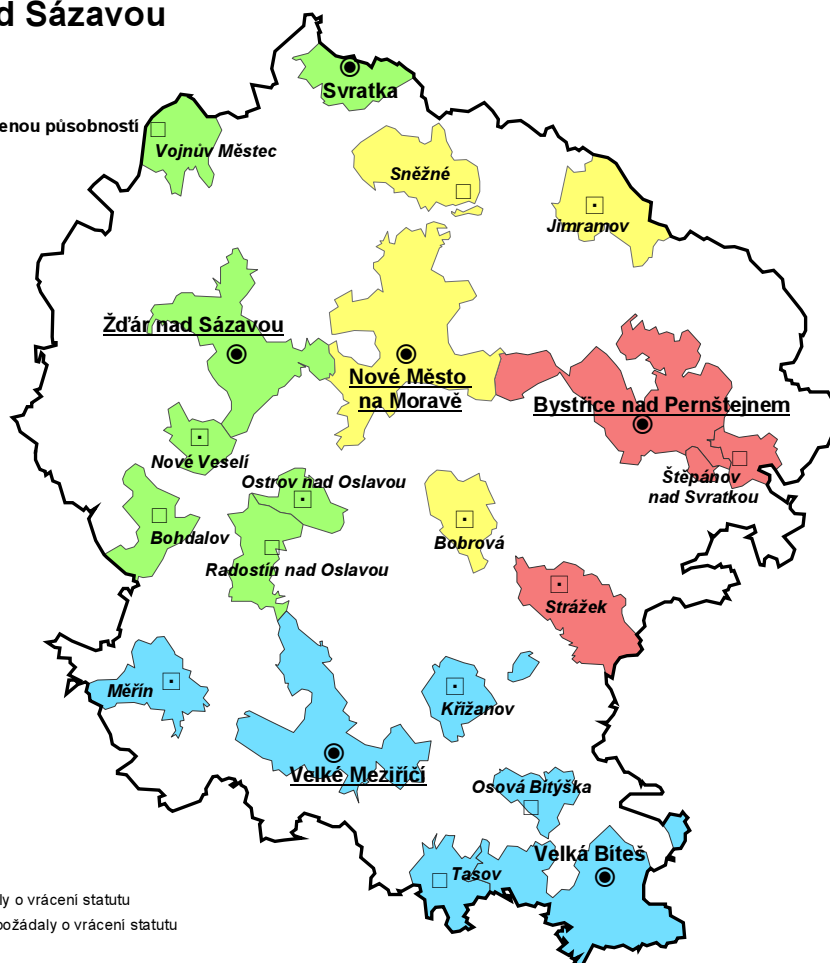 d Sázavou
Svratka
enou působností
Vojnův Městec
Sněžné
Jimramov
Žďár nad Sázavou
Nové Město
na Moravě
Bystřice nad Pernštejnem
Nové Veselí
Ostrov nad Oslavou
Štěpánov
nad Svratkou
Bohdalov
Bobrová
Radostín nad Oslavou
Strážek
Měřín
Křižanov
Velké Meziříčí
Osová Bítýška
Velká Bíteš
Tasov
ly o vrácení statutu
požádaly o vrácení statutu